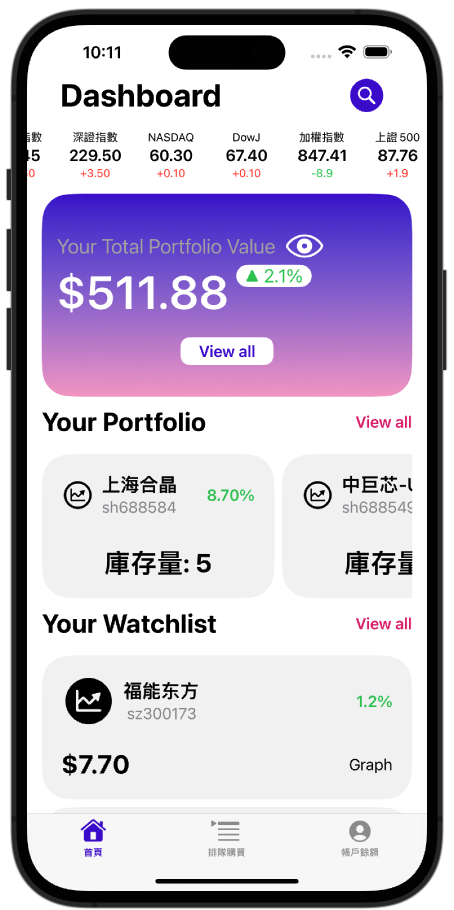 10:11
Dashboard
指數 深證指數 NASDAQ DowJ 加權指數 上證 500
45 229.50 60.30 67.40 847.41 87.76
+3.50 +0.10 +0.10 -8.9 +1.9
Your Total Portfolio Value
$511.88 ▲ 2.1%
View all
Your Portfolio View all
上海合晶 8.70% 中巨芯-U
sh688584 sh688549
庫存量: 5 庫存量
Your Watchlist View all
福能东方 1.2%
sz300173
$7.70 Graph
首頁 排隊購買 帳戶餘額